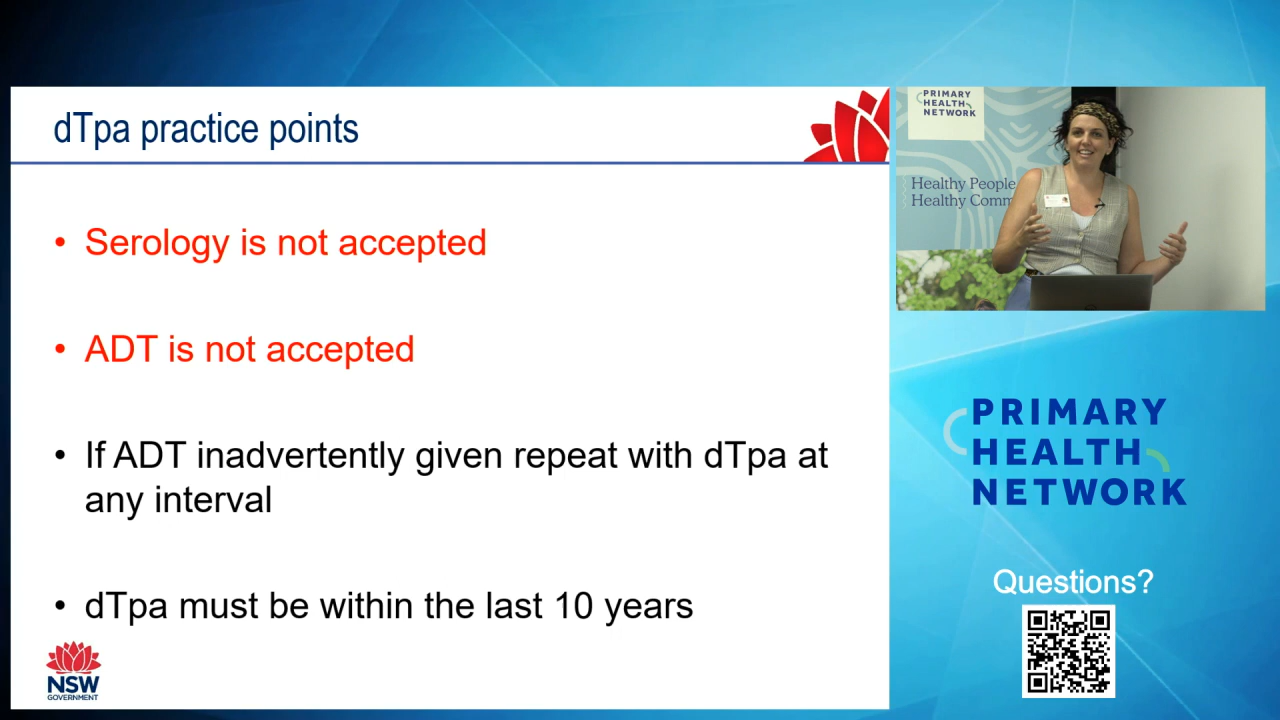 dTpa practice points
• Serology is not accepted
• ADT is not accepted
• If ADT inadvertently given repeat with dTpa at
any interval
• dTpa must be within the last 10 years
NSW
GOVERNMENT
PRIMARY
HEALTH
NETWORK
Healthy People
Healthy Comm
PRIMARY
HEALTH
NETWORK
Questions?